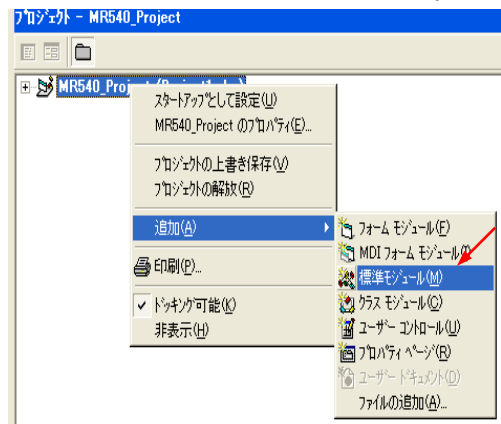 プロジェクト - MR540_Project
MR540_Proj
スタートアップとして設定(U)
MR540_Project のプロパティ(E)...
プロジェクトの上書き保存(V)
プロジェクトの解放(R)
追加(A)
印刷(P)...
ドッキング可能(K)
非表示(H)
フォーム モジュール(F)
MDI フォーム モジュール(I)
標準モジュール(M)
クラス モジュール(C)
ユーザー コントロール(U)
プロパティ ページ(R)
ユーザー ドキュメント(D)
ファイルの追加(A)...